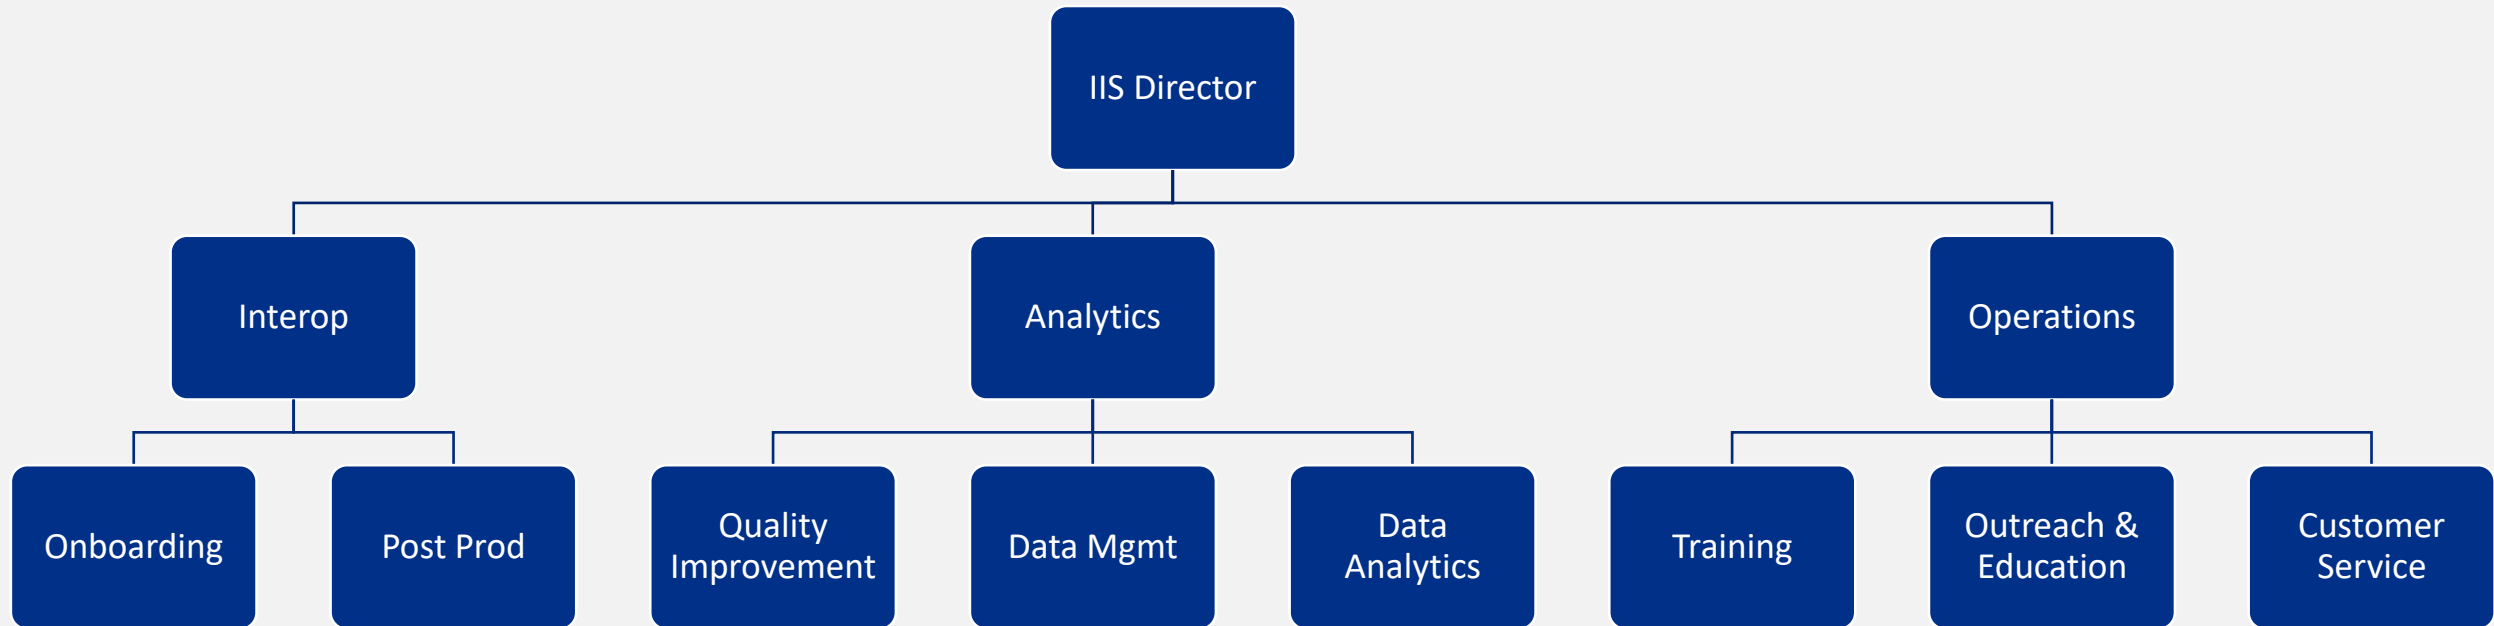 IIS Director
Interop
Analytics
Operations
Onboarding
Post Prod
Quality
Improvement
Data Mgmt
Data
Analytics
Training
Outreach &
Education
Customer
Service